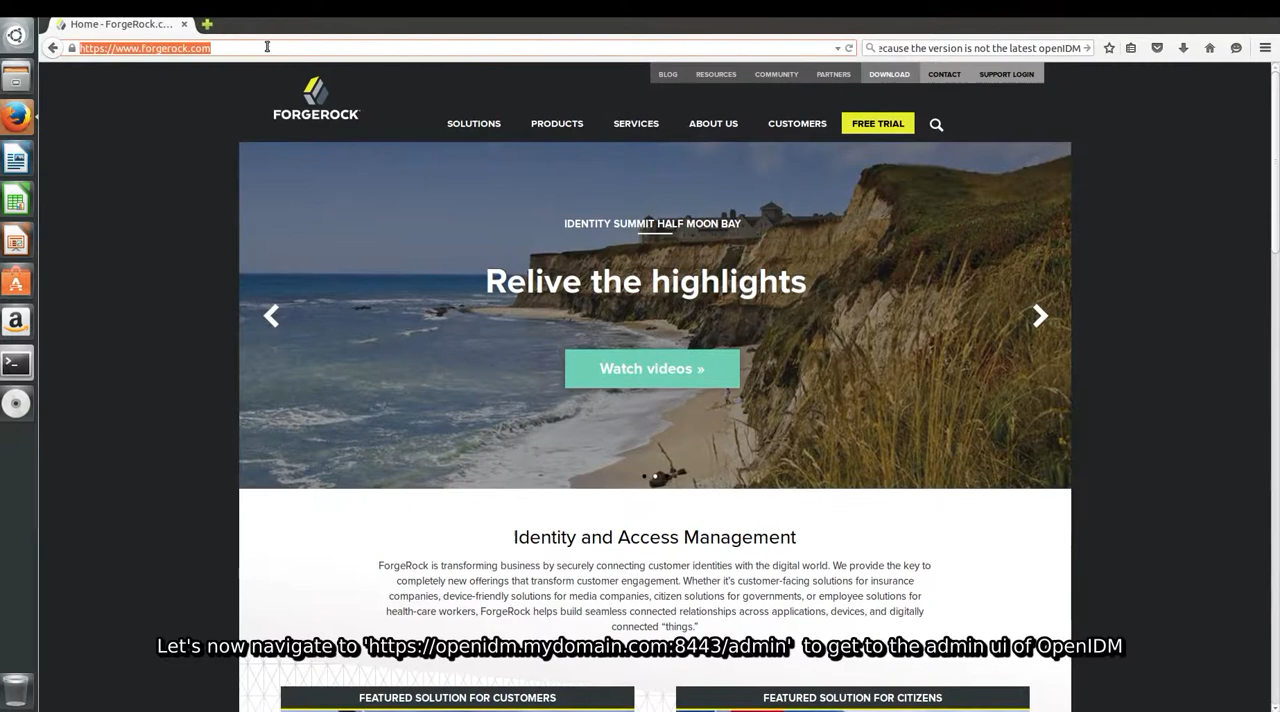 Home - ForgeRock.c...
https://www.forgerock.com
:cause the version is not the latest openIDM
BLOG RESOURCES COMMUNITY PARTNERS DOWNLOAD CONTACT SUPPORT LOGIN
FORGEROCK
SOLUTIONS PRODUCTS SERVICES ABOUT US CUSTOMERS FREE TRIAL
IDENTITY SUMMIT HALF MOON BAY
Relive the highlights
Watch videos »
Identity and Access Management
ForgeRock is transforming business by securely connecting customer identities with the digital world. We provide the key to
completely new offerings that transform customer engagement. Whether it's customer-facing solutions for insurance
companies, device-friendly solutions for media companies, citizen solutions for governments, or employee solutions for
health-care workers, ForgeRock helps build seamless connected relationships across applications, devices, and digitally
connected “things.”
Let's now navigate to 'https://openidm.mydomain.com:8443/admin' to get to the admin ui of OpenIDM
FEATURED SOLUTION FOR CUSTOMERS FEATURED SOLUTION FOR CITIZENS